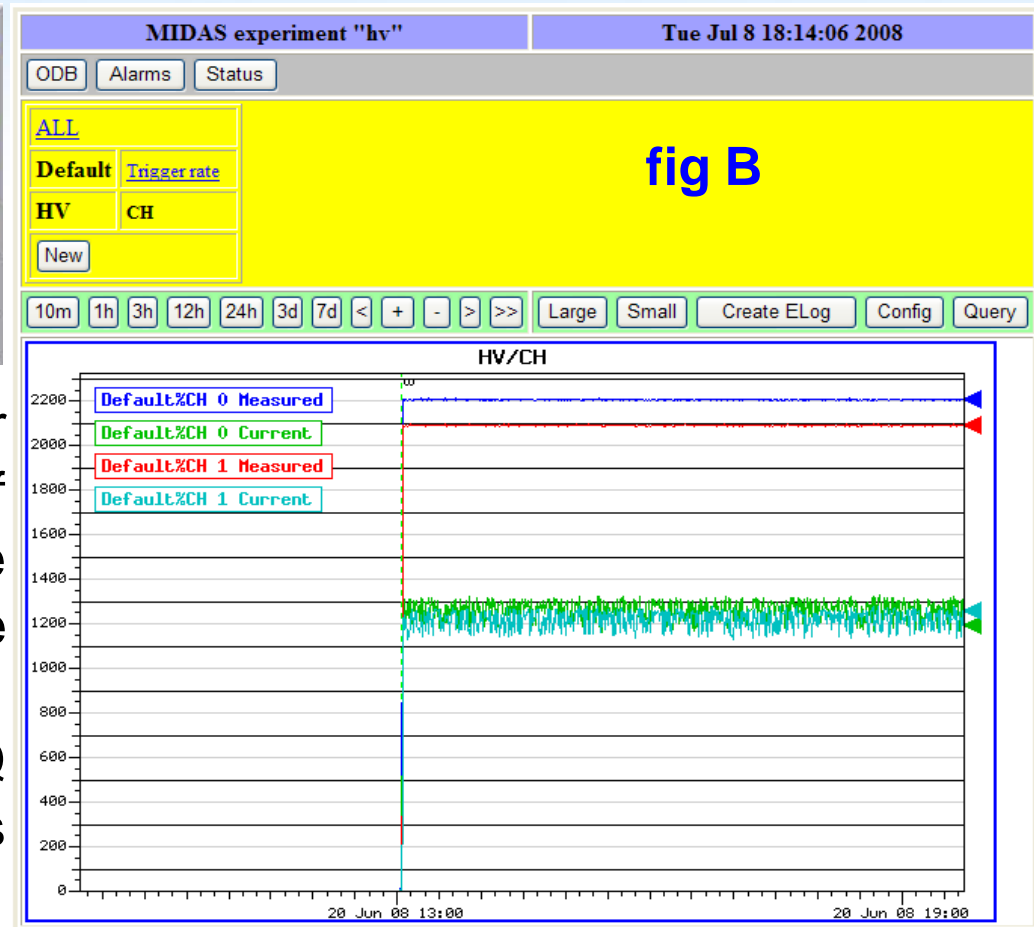 MIDAS experiment "hv" Tue Jul 8 18:14:06 2008
ODB Alarms Status
ALL
Default Trigger rate
HV CH
New
fig B
10m 1h 3h 12h 24h 3d 7d < + - > >> Large Small Create ELog Config Query
HV/CH
Default%CH 0 Measured
Default%CH 0 Current
Default%CH 1 Measured
Default%CH 1 Current
2200
2000
1800
1600
1400
1200
1000
800
600
400
200
0
20 Jun 08 13:00 20 Jun 08 19:00